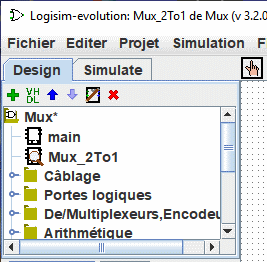 Logisim-evolution: Mux_2To1 de Mux (v 3.2.0
Fichier Editer Projet Simulation F
Design Simulate
VH
DL
Mux*
main
Mux_2To1
Câblage
Portes logiques
De/Multiplexeurs,Encodeu
Arithmétique